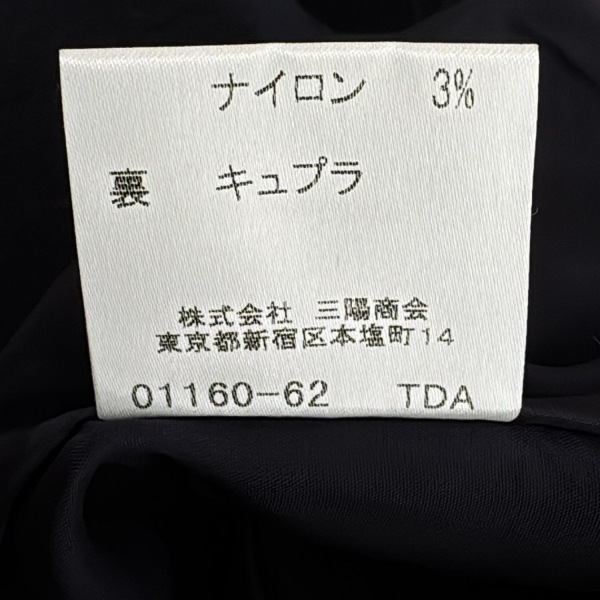 ナイロン 3%
裏 キュプラ
株式会社 三陽商会
東京都新宿区本塩町14
01160-62 TDA